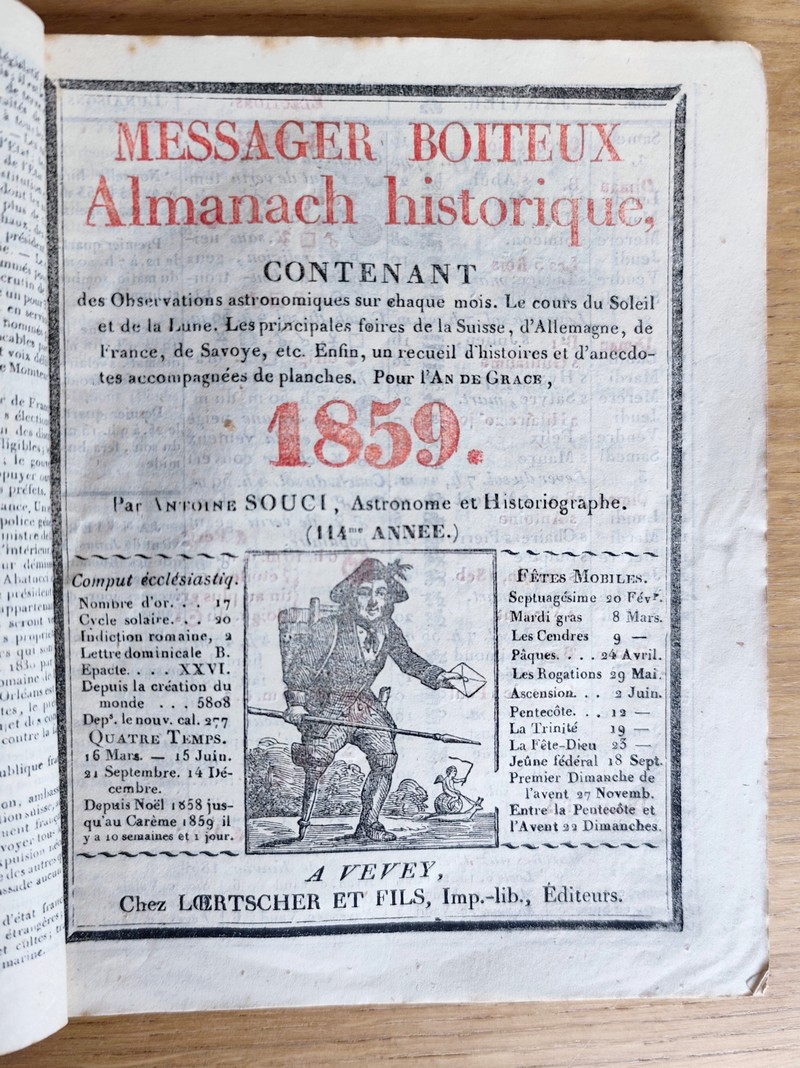 MESSAGER BOITEUX
Almanach historique,
CONTENANT
des Observations astronomiques sur chaque mois. Le cours du Soleil
et de la Lune. Les principales foires de la Suisse, d'Allemagne, de
France, de Savoye, etc. Enfin, un recueil d'histoires et d'anecdo-
tes accompagnées de planches. Pour l'AN DE GRACE,
1859.
Par ANTOINE SOUCI, Astronome et Historiographe.
(114me ANNÉE.)
Comput écclésiastiq.
Nombre d'or. . . 17
Cycle solaire. . . 20
Indiction romaine, 2
Lettre dominicale B.
Epacte. . . . XXVI.
Depuis la création du
monde . . . 5808
Deps. le nouv. cal. 277
QUATRE TEMPS.
16 Mars. — 15 Juin.
21 Septembre. 14 Dé-
cembre.
Depuis Noël 1858 jus-
qu'au Carème 1859 il
y a 10 semaines et 1 jour.
FÊTES MOBILES.
Septuagésime 20 Févr.
Mardi gras 8 Mars.
Les Cendres 9 —
Pâques. . . . 24 Avril.
Les Rogations 29 Mai.
Ascension. . . 2 Juin.
Pentecôte. . . 12 —
La Trinité 19 —
La Fête-Dieu 23 —
Jeûne fédéral 18 Sept.
Premier Dimanche de
l'avent 27 Novemb.
Entre la Pentecôte et
l'Avent 22 Dimanches.
A VEVEY,
Chez LŒRTSCHER ET FILS, Imp.-lib., Éditeurs.